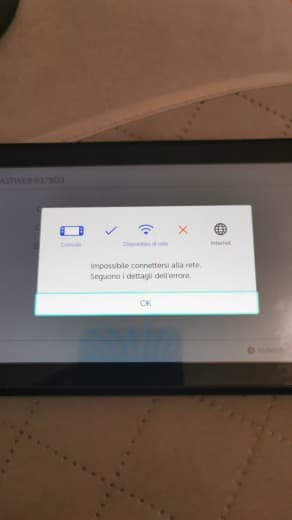 Console
Dispositivo di rete
Internet
Impossibile connettersi alla rete.
Seguono i dettagli dell'errore.
OK